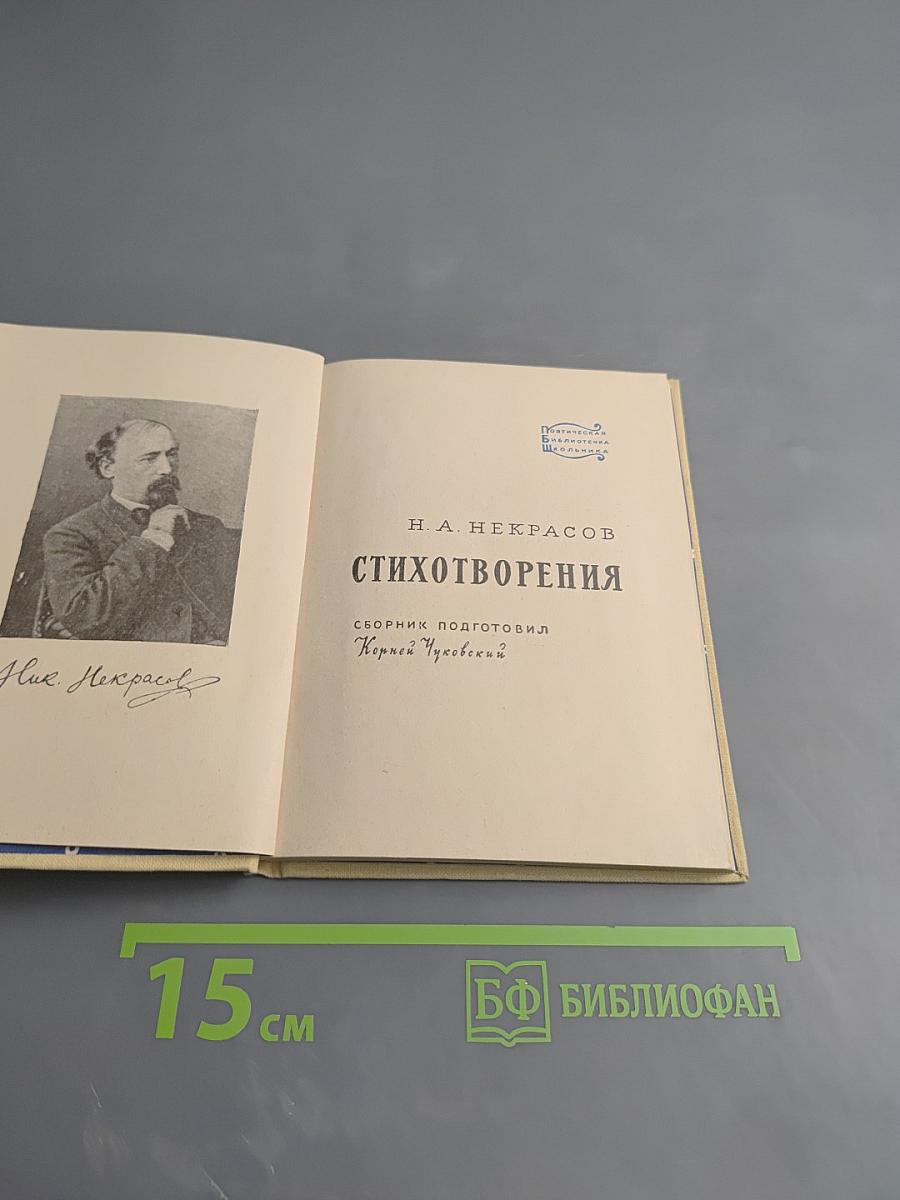 Ник. Некрасов
Поэтическая
Библиотечка
Школьника
Н. А. НЕКРАСОВ
СТИХОТВОРЕНИЯ
СБОРНИК ПОДГОТОВИЛ
Корней Чуковский
15 см
БФ БИБЛИОФАН